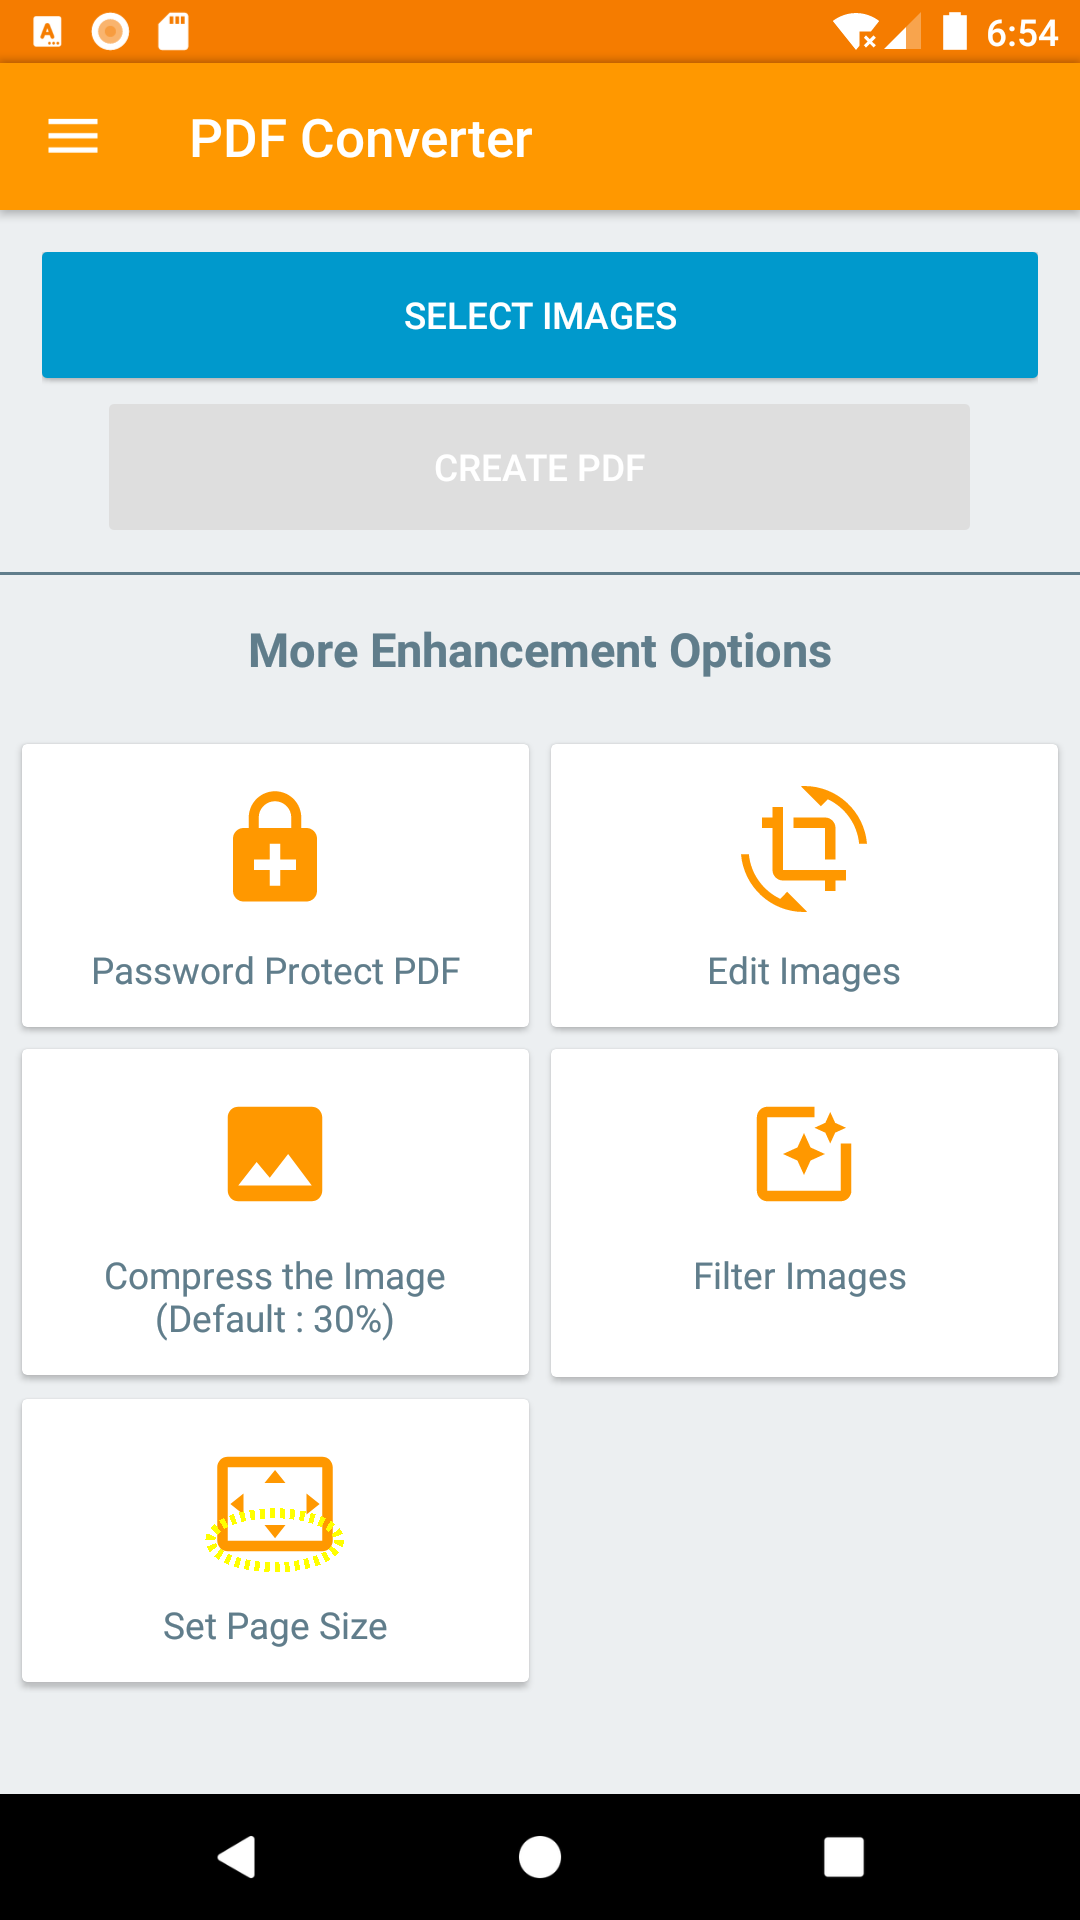 6:54
PDF Converter
SELECT IMAGES
CREATE PDF
More Enhancement Options
Password Protect PDF
Edit Images
Compress the Image
(Default : 30%)
Filter Images
Set Page Size